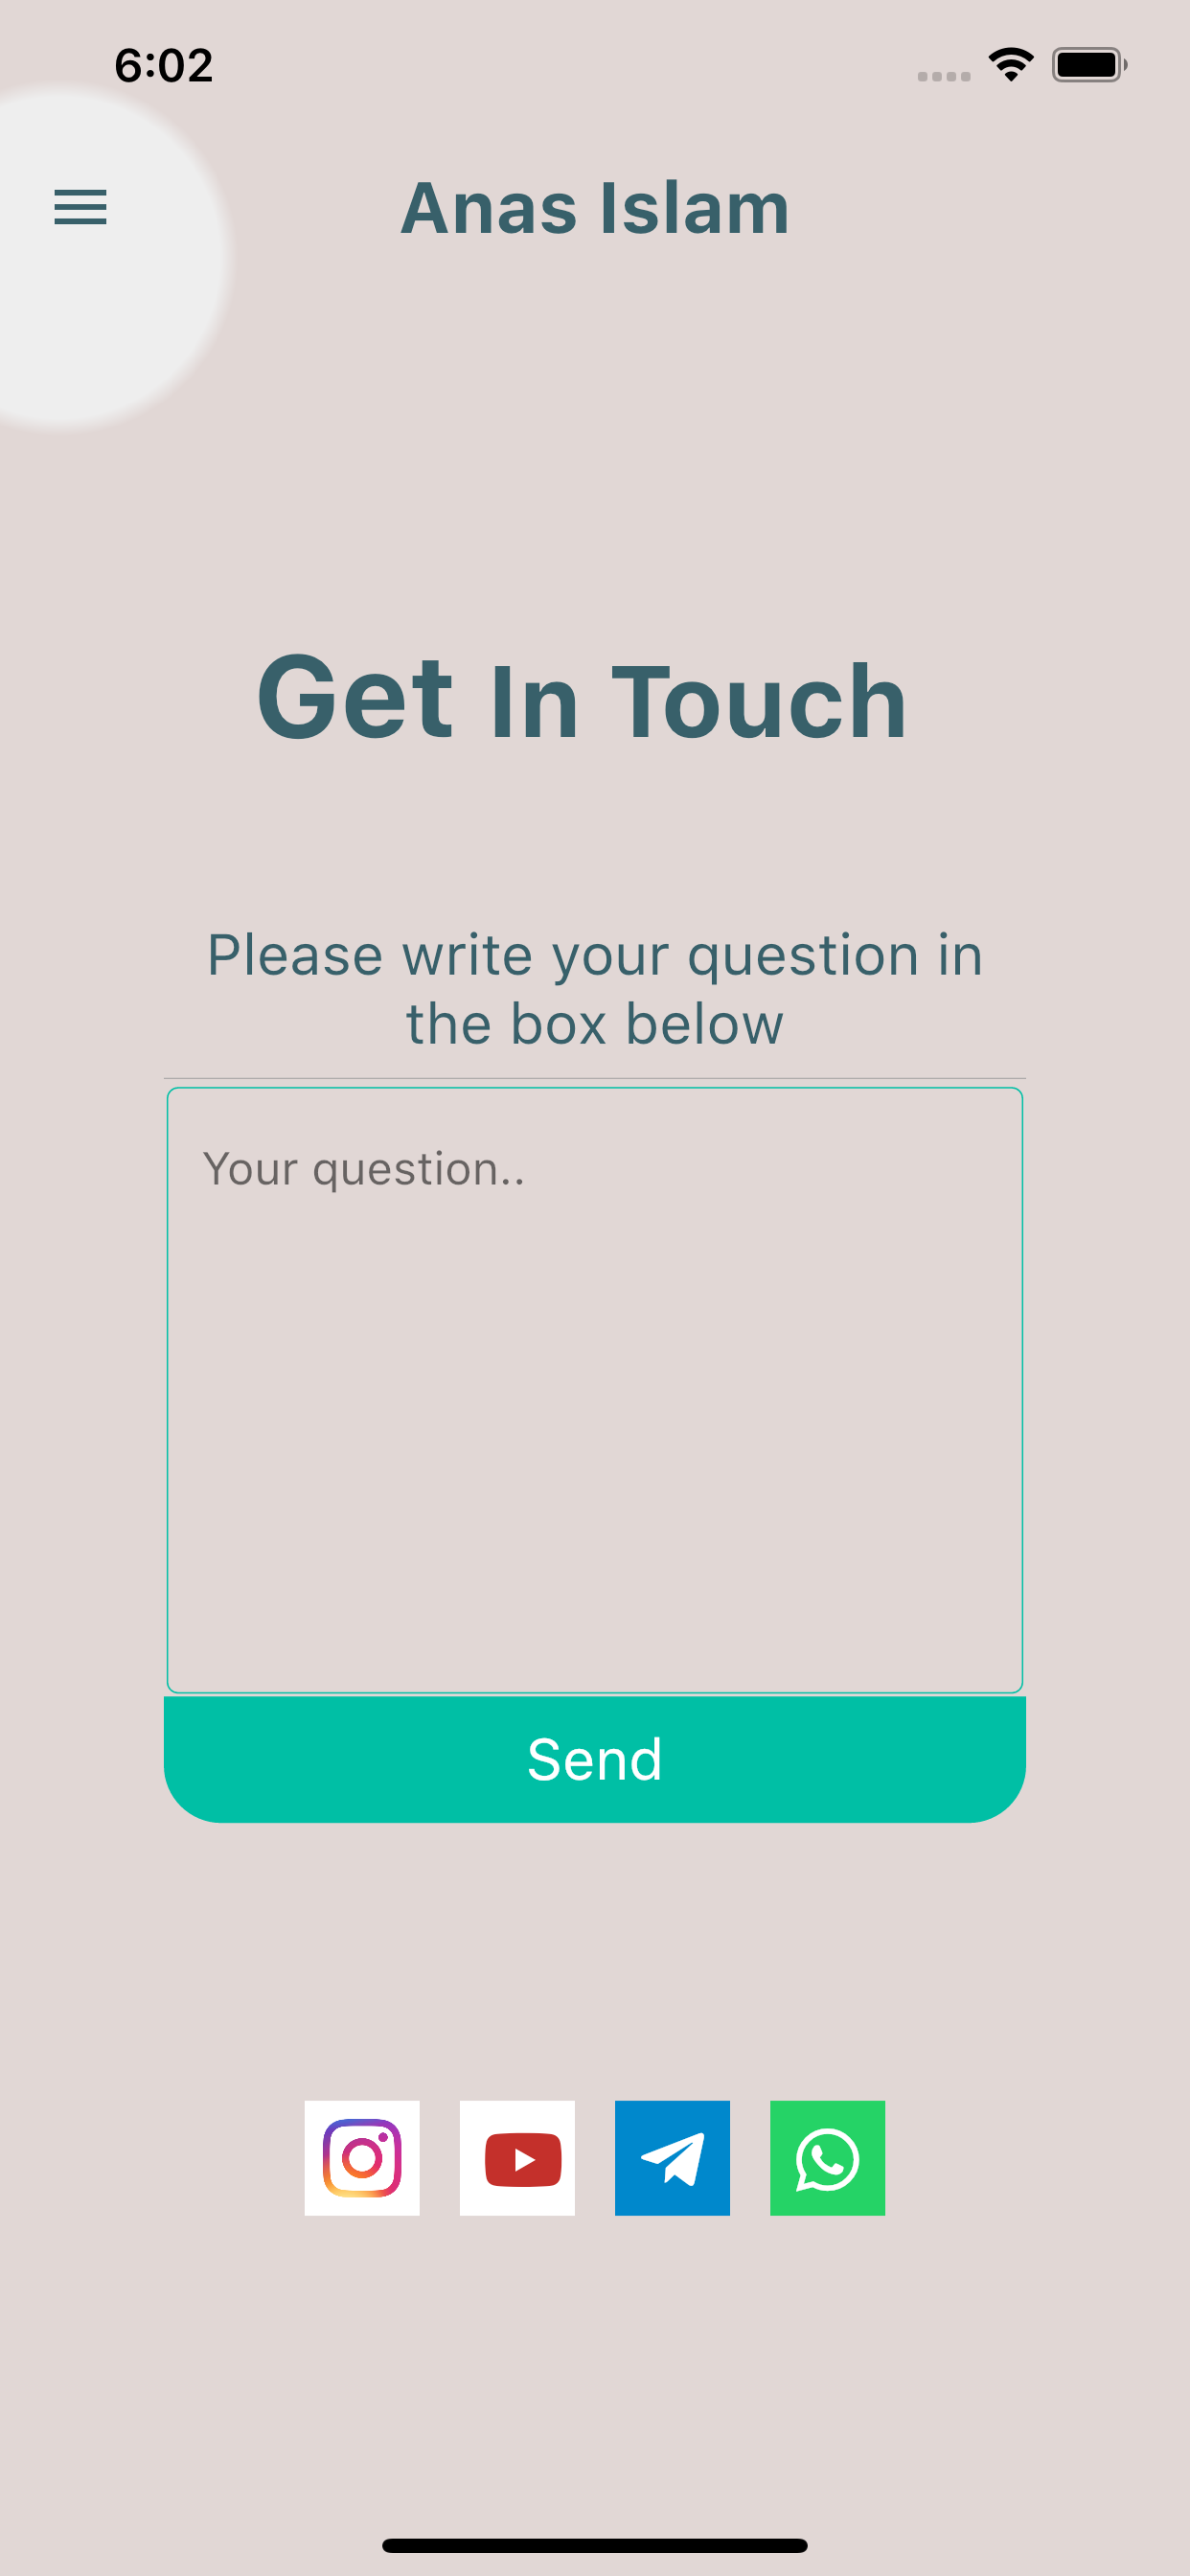 6:02
Anas Islam
Get In Touch
Please write your question in
the box below
Your question..
Send